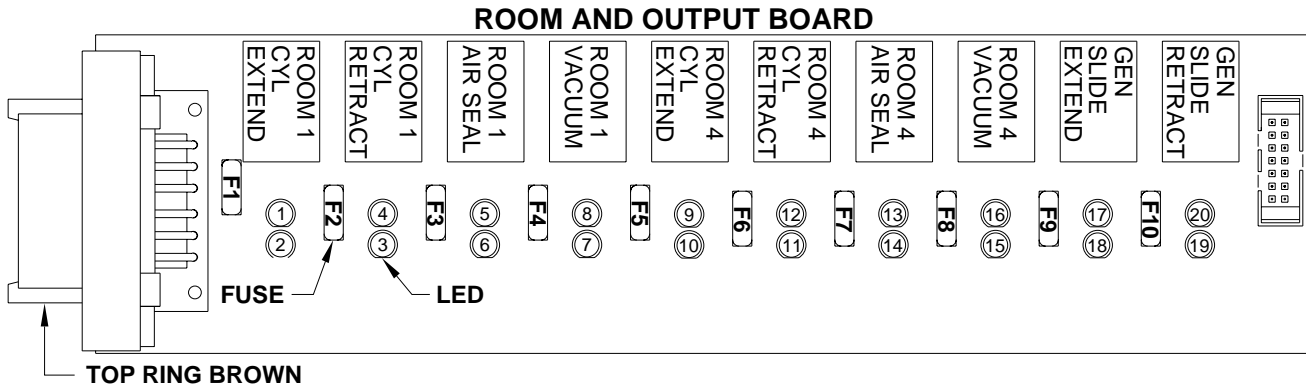 ROOM AND OUTPUT BOARD
ROOM 1
CYL
EXTEND
ROOM 1
CYL
RETRACT
ROOM 1
AIR SEAL
ROOM 1
VACUUM
ROOM 4
CYL
EXTEND
ROOM 4
CYL
RETRACT
ROOM 4
AIR SEAL
ROOM 4
VACUUM
GEN
SLIDE
EXTEND
GEN
SLIDE
RETRACT
F1
F2
F3
F4
F5
F6
F7
F8
F9
F10
1 4 5 8 9 12 13 16 17 20
2 3 6 7 10 11 14 15 18 19
FUSE
LED
TOP RING BROWN